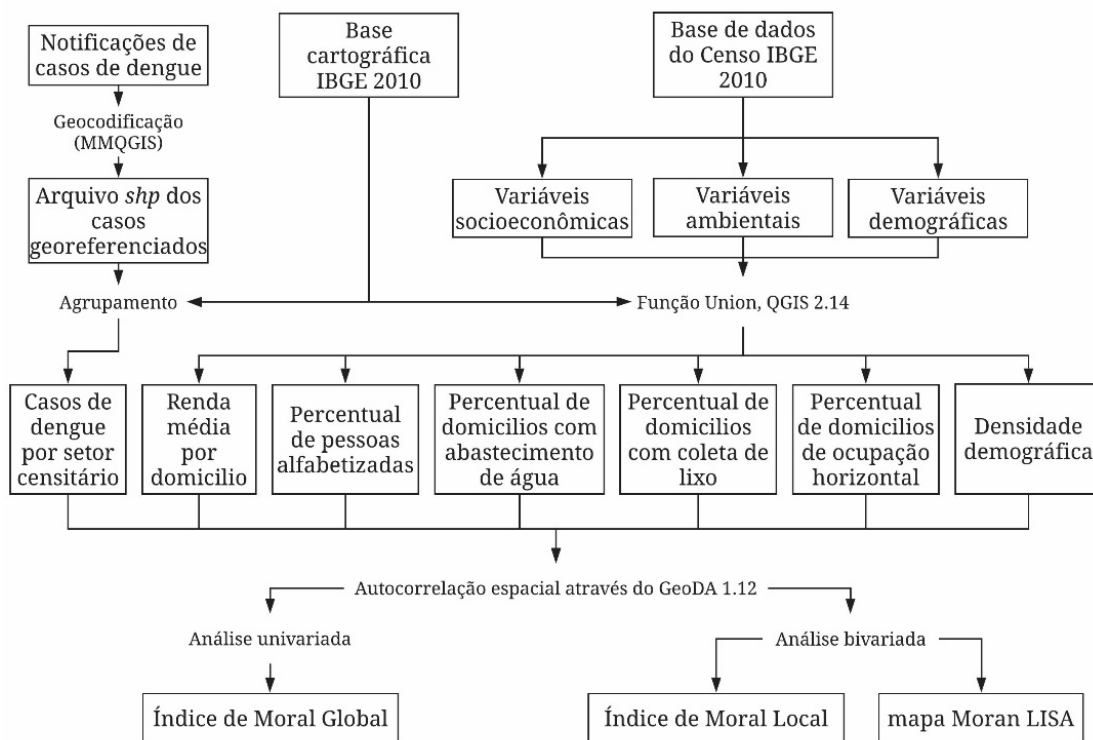 Notificações de
casos de dengue
Base
cartográfica
IBGE 2010
Base de dados
do Censo IBGE
2010
Geocodificação
(MMQGIS)
Arquivo shp dos
casos
georeferenciados
Variáveis
socioeconômicas
Variáveis
ambientais
Variáveis
demográficas
Agrupamento
Função Union, QGIS 2.14
Casos de
dengue
por setor
censitário
Renda
média
por
domicilio
Percentual
de pessoas
alfabetizadas
Percentual de
domicilios com
abastecimento
de água
Percentual de
domicilios
com coleta de
lixo
Percentual
de domicilios
de ocupação
horizontal
Densidade
demográfica
Autocorrelação espacial através do GeoDA 1.12
Análise univariada
Análise bivariada
Índice de Moral Global
Índice de Moral Local
mapa Moran LISA